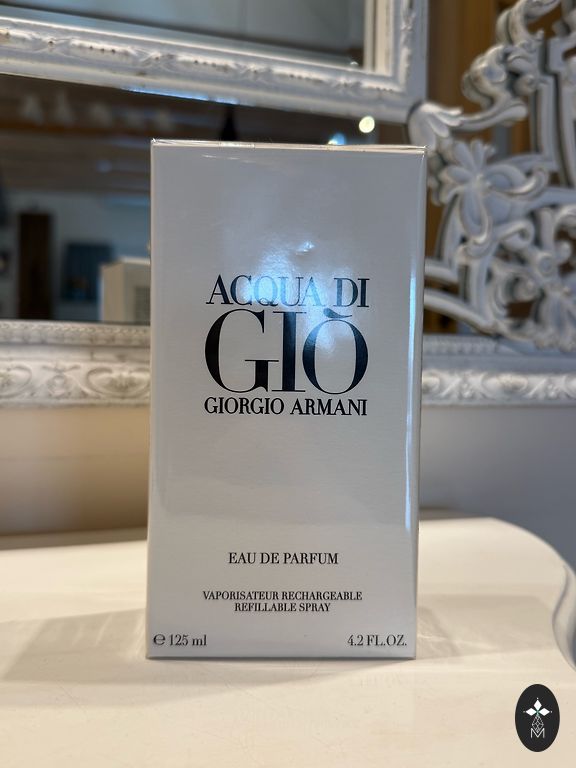 ACQUA DI
GIÒ
GIORGIO ARMANI
EAU DE PARFUM
VAPORISATEUR RECHARGEABLE
REFILLABLE SPRAY
℮ 125 ml 4.2 FL.OZ.
M